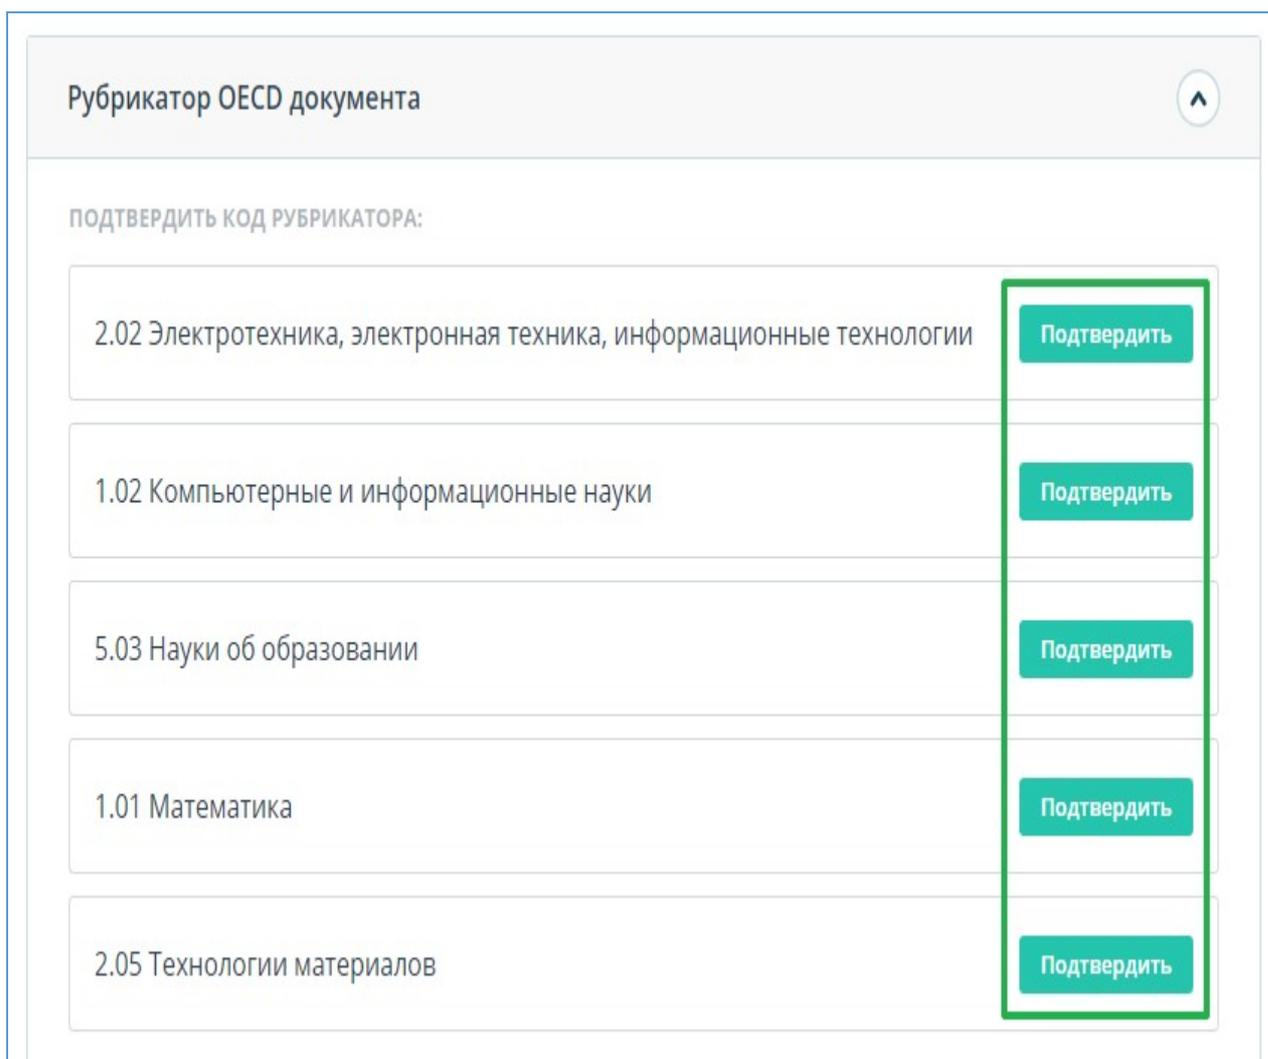 Рубрикатор OECD документа
ПОДТВЕРДИТЬ КОД РУБРИКАТОРА:
2.02 Электротехника, электронная техника, информационные технологии Подтвердить
1.02 Компьютерные и информационные науки Подтвердить
5.03 Науки об образовании Подтвердить
1.01 Математика Подтвердить
2.05 Технологии материалов Подтвердить